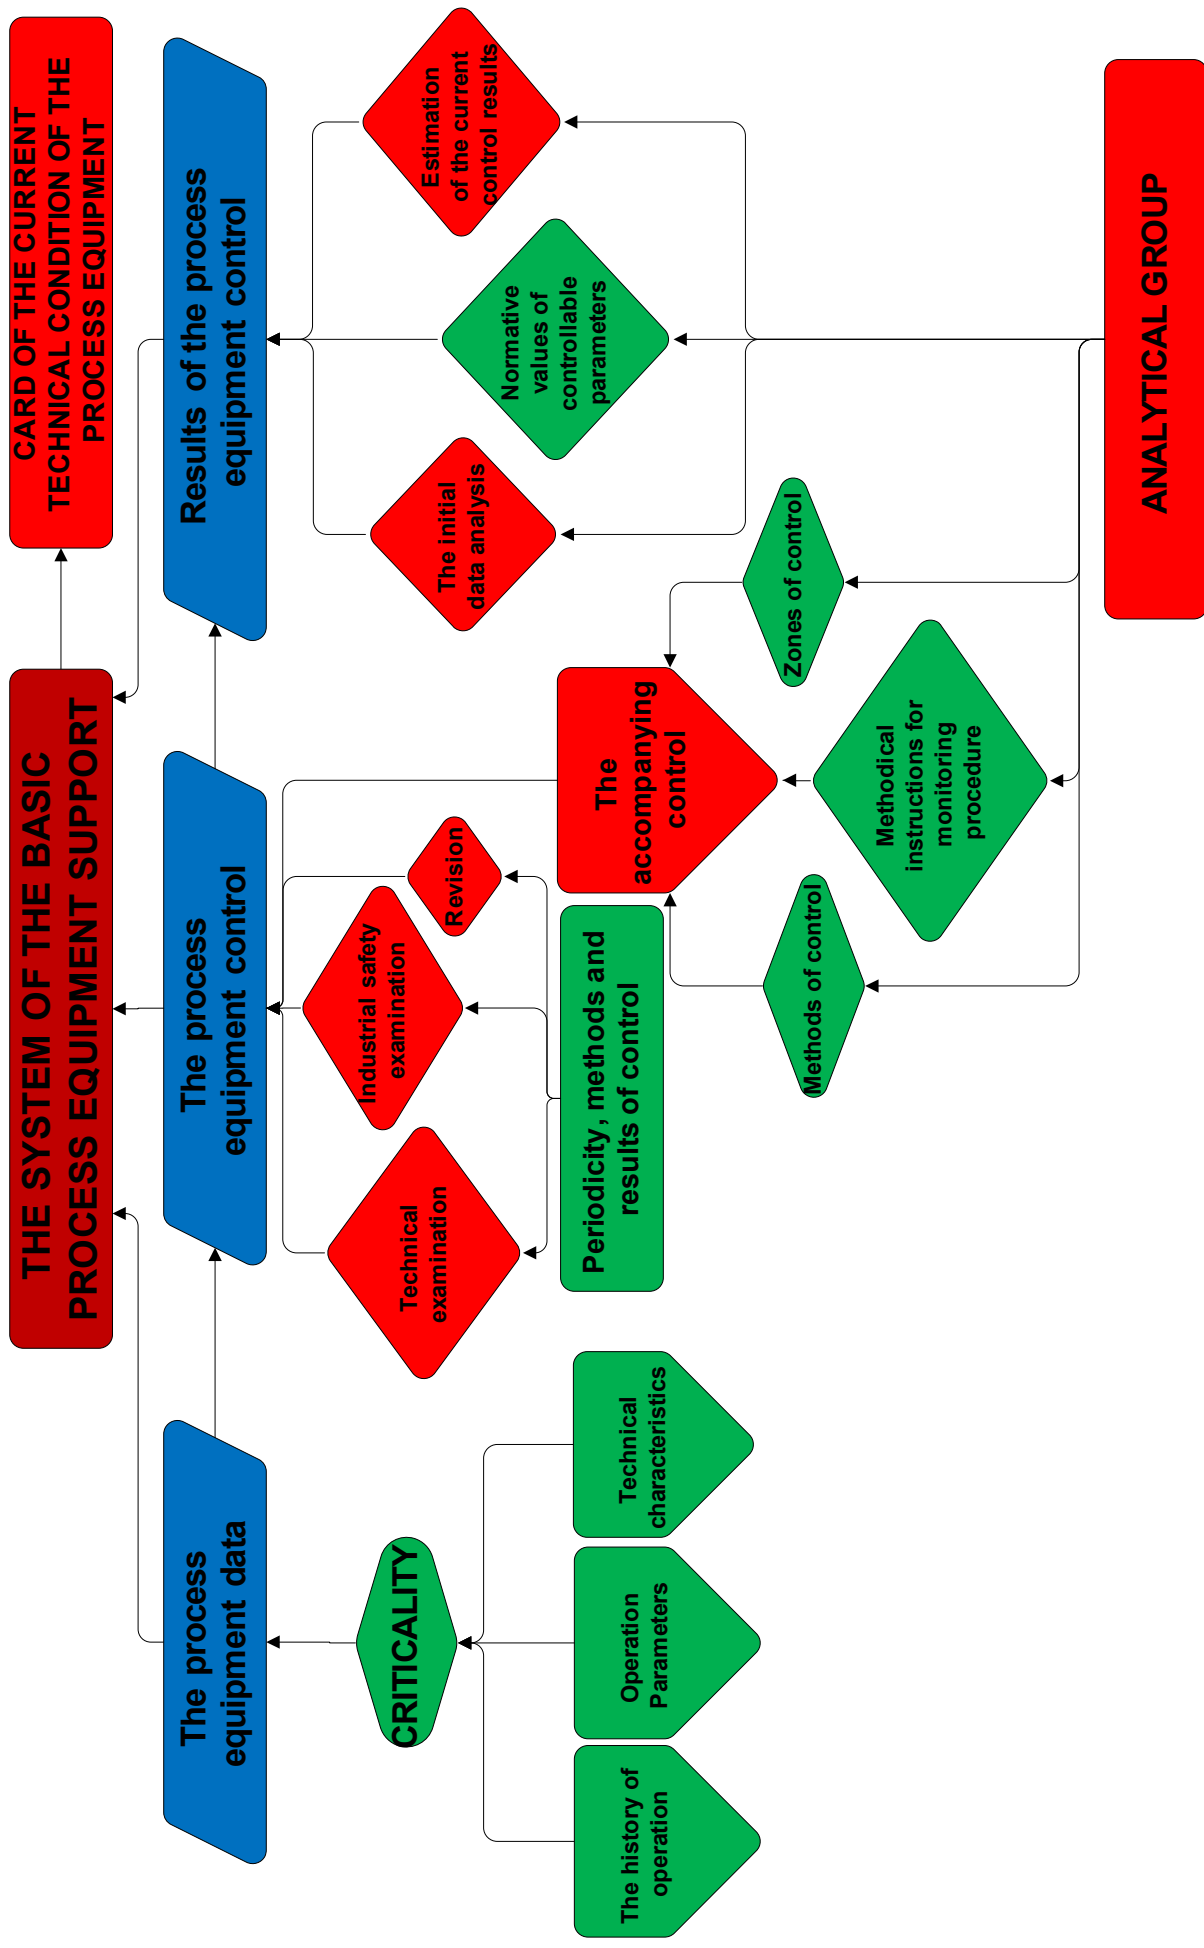 THE SYSTEM OF THE BASIC
PROCESS EQUIPMENT SUPPORT
CARD OF THE CURRENT
TECHNICAL CONDITION OF THE
PROCESS EQUIPMENT
The process
equipment data
The process
equipment control
Results of the process
equipment control
CRITICALITY
Technical
examination
Industrial safety
examination
Revision
The initial
data analysis
Normative
values of
controllable
parameters
Estimation
of the current
control results
The history of
operation
Operation
Parameters
Technical
characteristics
Periodicity, methods and
results of control
The
accompanying
control
Methods of control
Methodical
instructions for
monitoring
procedure
Zones of control
ANALYTICAL GROUP